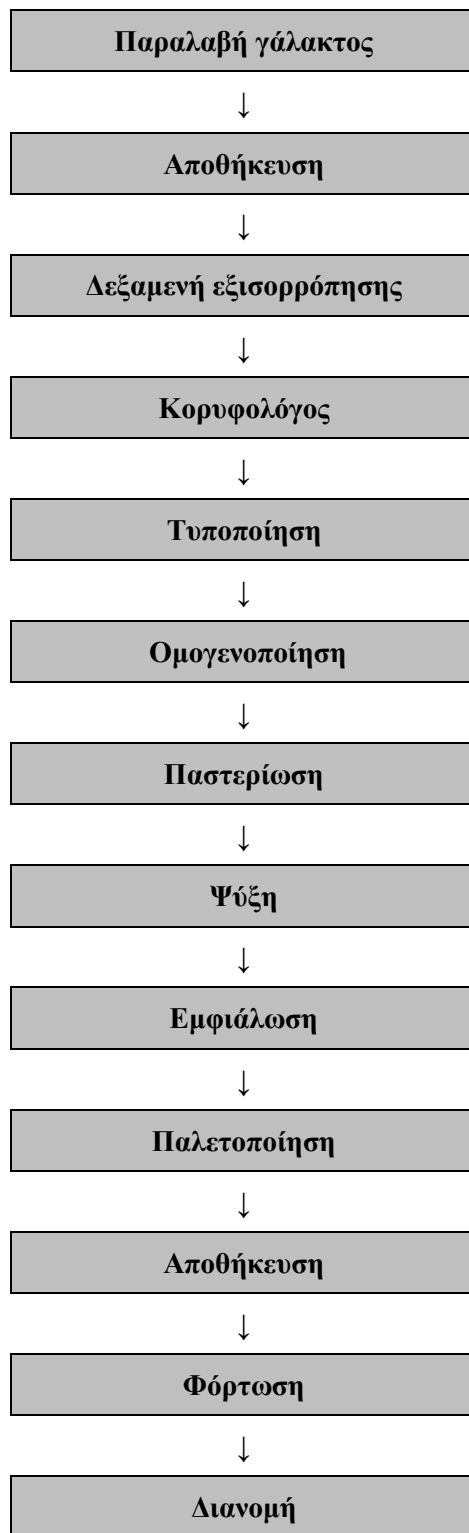 Παραλαβή γάλακτος
↓
Αποθήκευση
↓
Δεξαμενή εξισορρόπησης
↓
Κορυφολόγος
↓
Τυποποίηση
↓
Ομογενοποίηση
↓
Παστερίωση
↓
Ψύξη
↓
Εμφιάλωση
↓
Παλετοποίηση
↓
Αποθήκευση
↓
Φόρτωση
↓
Διανομή